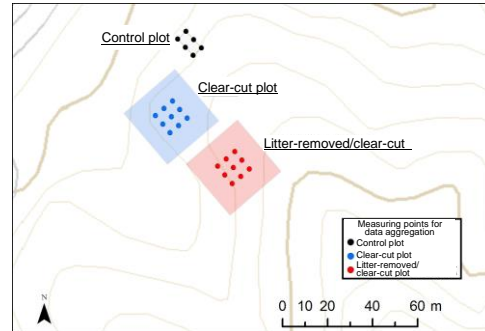 Control plot
Clear-cut plot
Litter-removed/clear-cut
Measuring points for
data aggregation
Control plot
Clear-cut plot
Litter-removed/
clear-cut plot
N
0 10 20 40 60 m